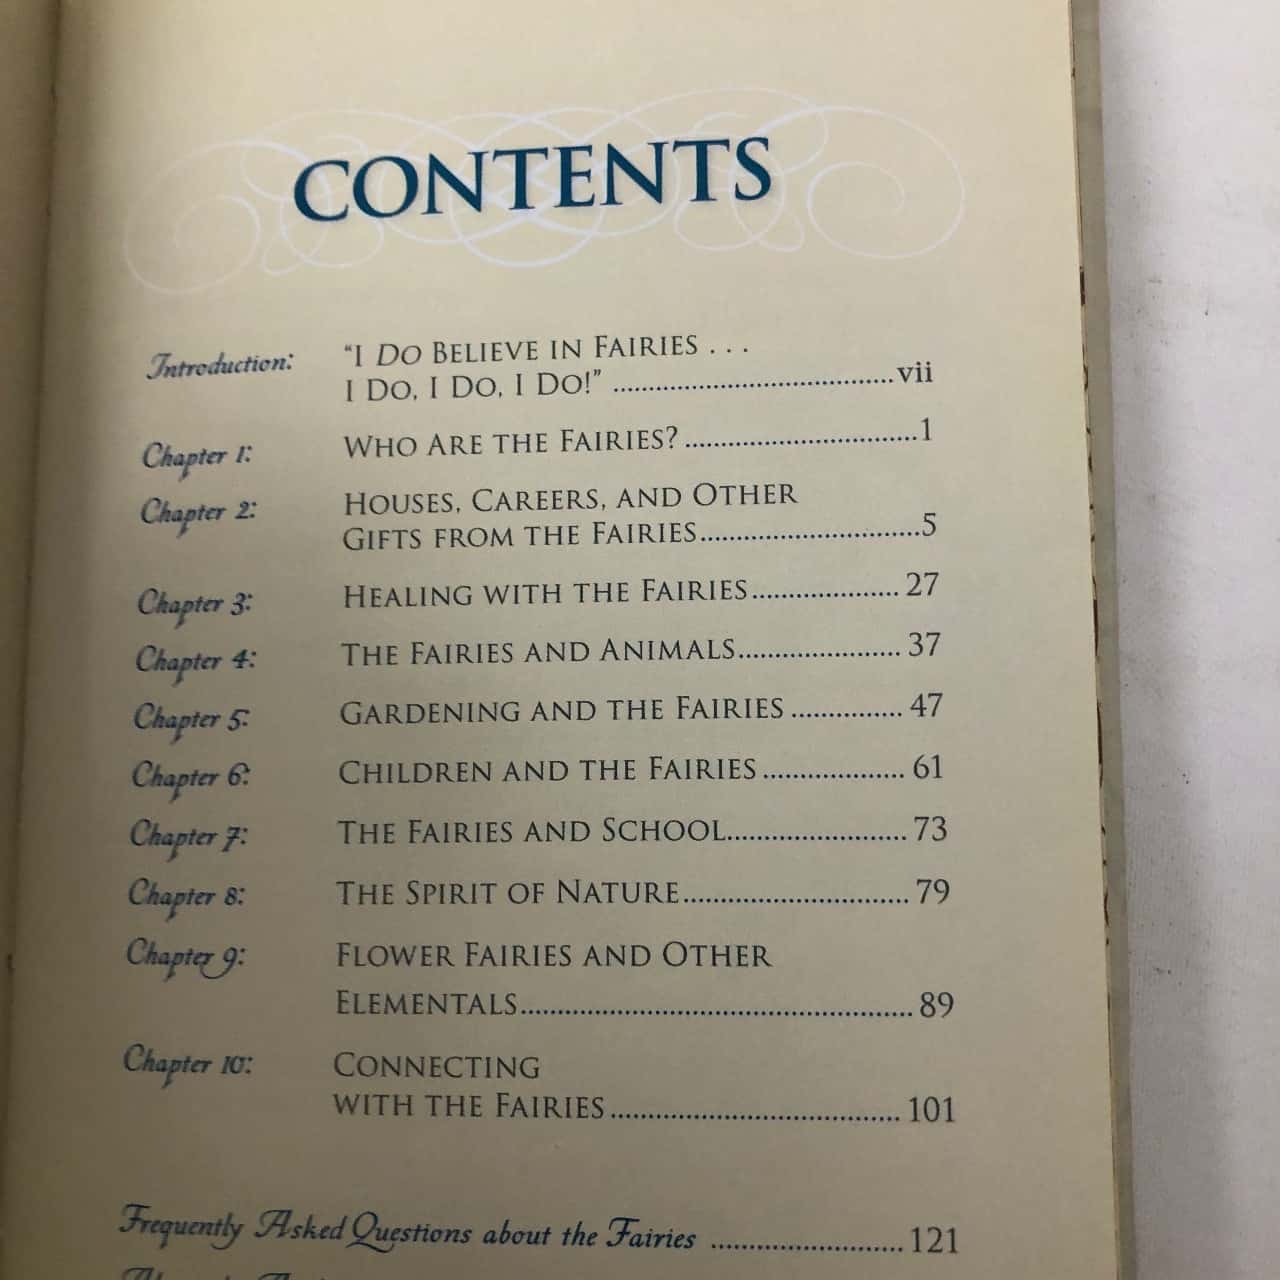 CONTENTS
Introduction: “I Do Believe in Fairies . . .
I Do, I Do, I Do!” ......................................vii
Chapter 1: Who Are the Fairies?...............................1
Chapter 2: Houses, Careers, and Other
Gifts from the Fairies.............................5
Chapter 3: Healing with the Fairies.................... 27
Chapter 4: The Fairies and Animals...................... 37
Chapter 5: Gardening and the Fairies ............... 47
Chapter 6: Children and the Fairies ................... 61
Chapter 7: The Fairies and School........................ 73
Chapter 8: The Spirit of Nature.............................. 79
Chapter 9: Flower Fairies and Other
Elementals..................................................... 89
Chapter 10: Connecting
with the Fairies ....................................... 101
Frequently Asked Questions about the Fairies .......................... 121